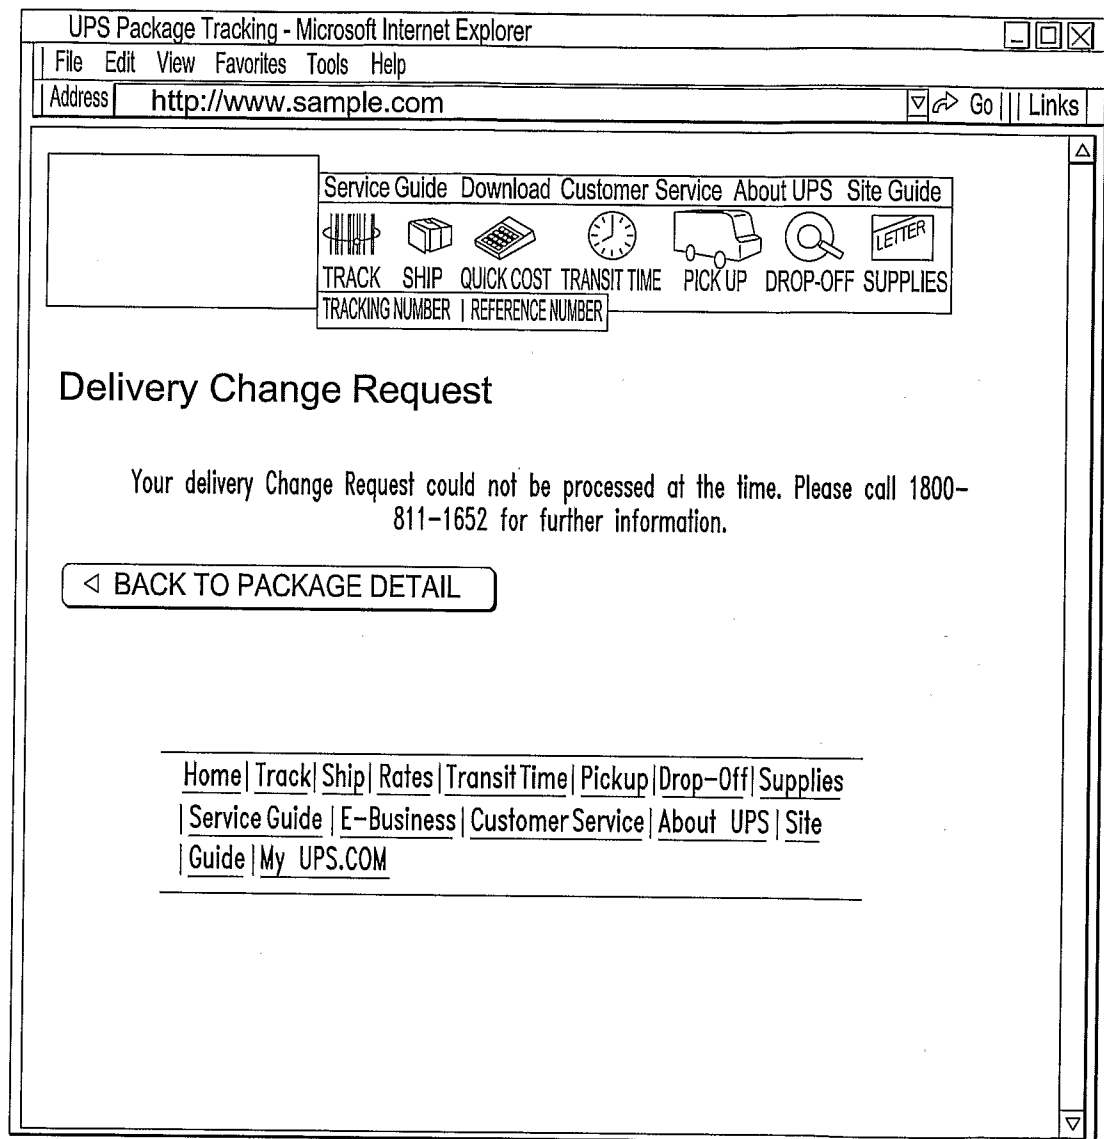 UPS Package Tracking - Microsoft Internet Explorer
File Edit View Favorites Tools Help
Address http://www.sample.com Go Links
Service Guide Download Customer Service About UPS Site Guide
LETTER
TRACK SHIP QUICK COST TRANSIT TIME PICK UP DROP-OFF SUPPLIES
TRACKING NUMBER | REFERENCE NUMBER
Delivery Change Request
Your delivery Change Request could not be processed at the time. Please call 1800-
811-1652 for further information.
BACK TO PACKAGE DETAIL
Home| Track| Ship| Rates| Transit Time| Pickup |Drop-Off| Supplies
| Service Guide | E-Business | Customer Service | About UPS | Site
| Guide | My UPS.COM